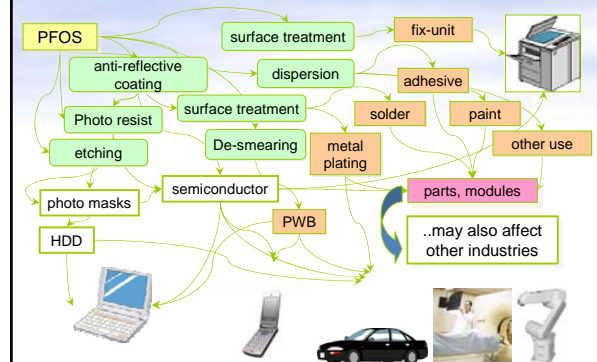 PFOS
surface treatment
fix-unit
anti-reflective
coating
dispersion
adhesive
Photo resist
surface treatment
solder
paint
etching
De-smearing
metal
plating
other use
photo masks
semiconductor
parts, modules
HDD
PWB
..may also affect
other industries